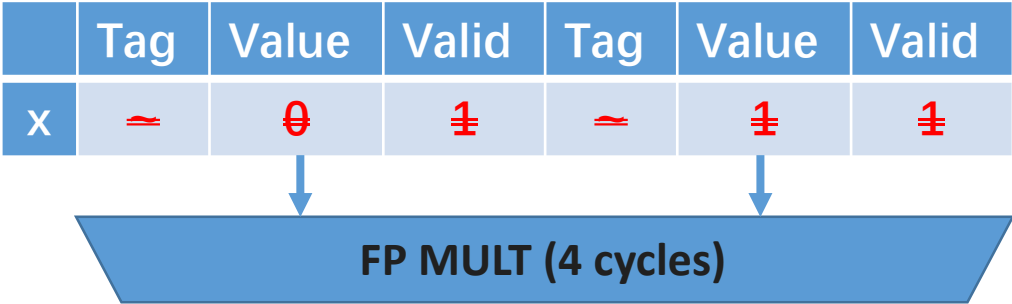 Tag Value Valid Tag Value Valid
x ~ 0 1 ~ 1 1
FP MULT (4 cycles)